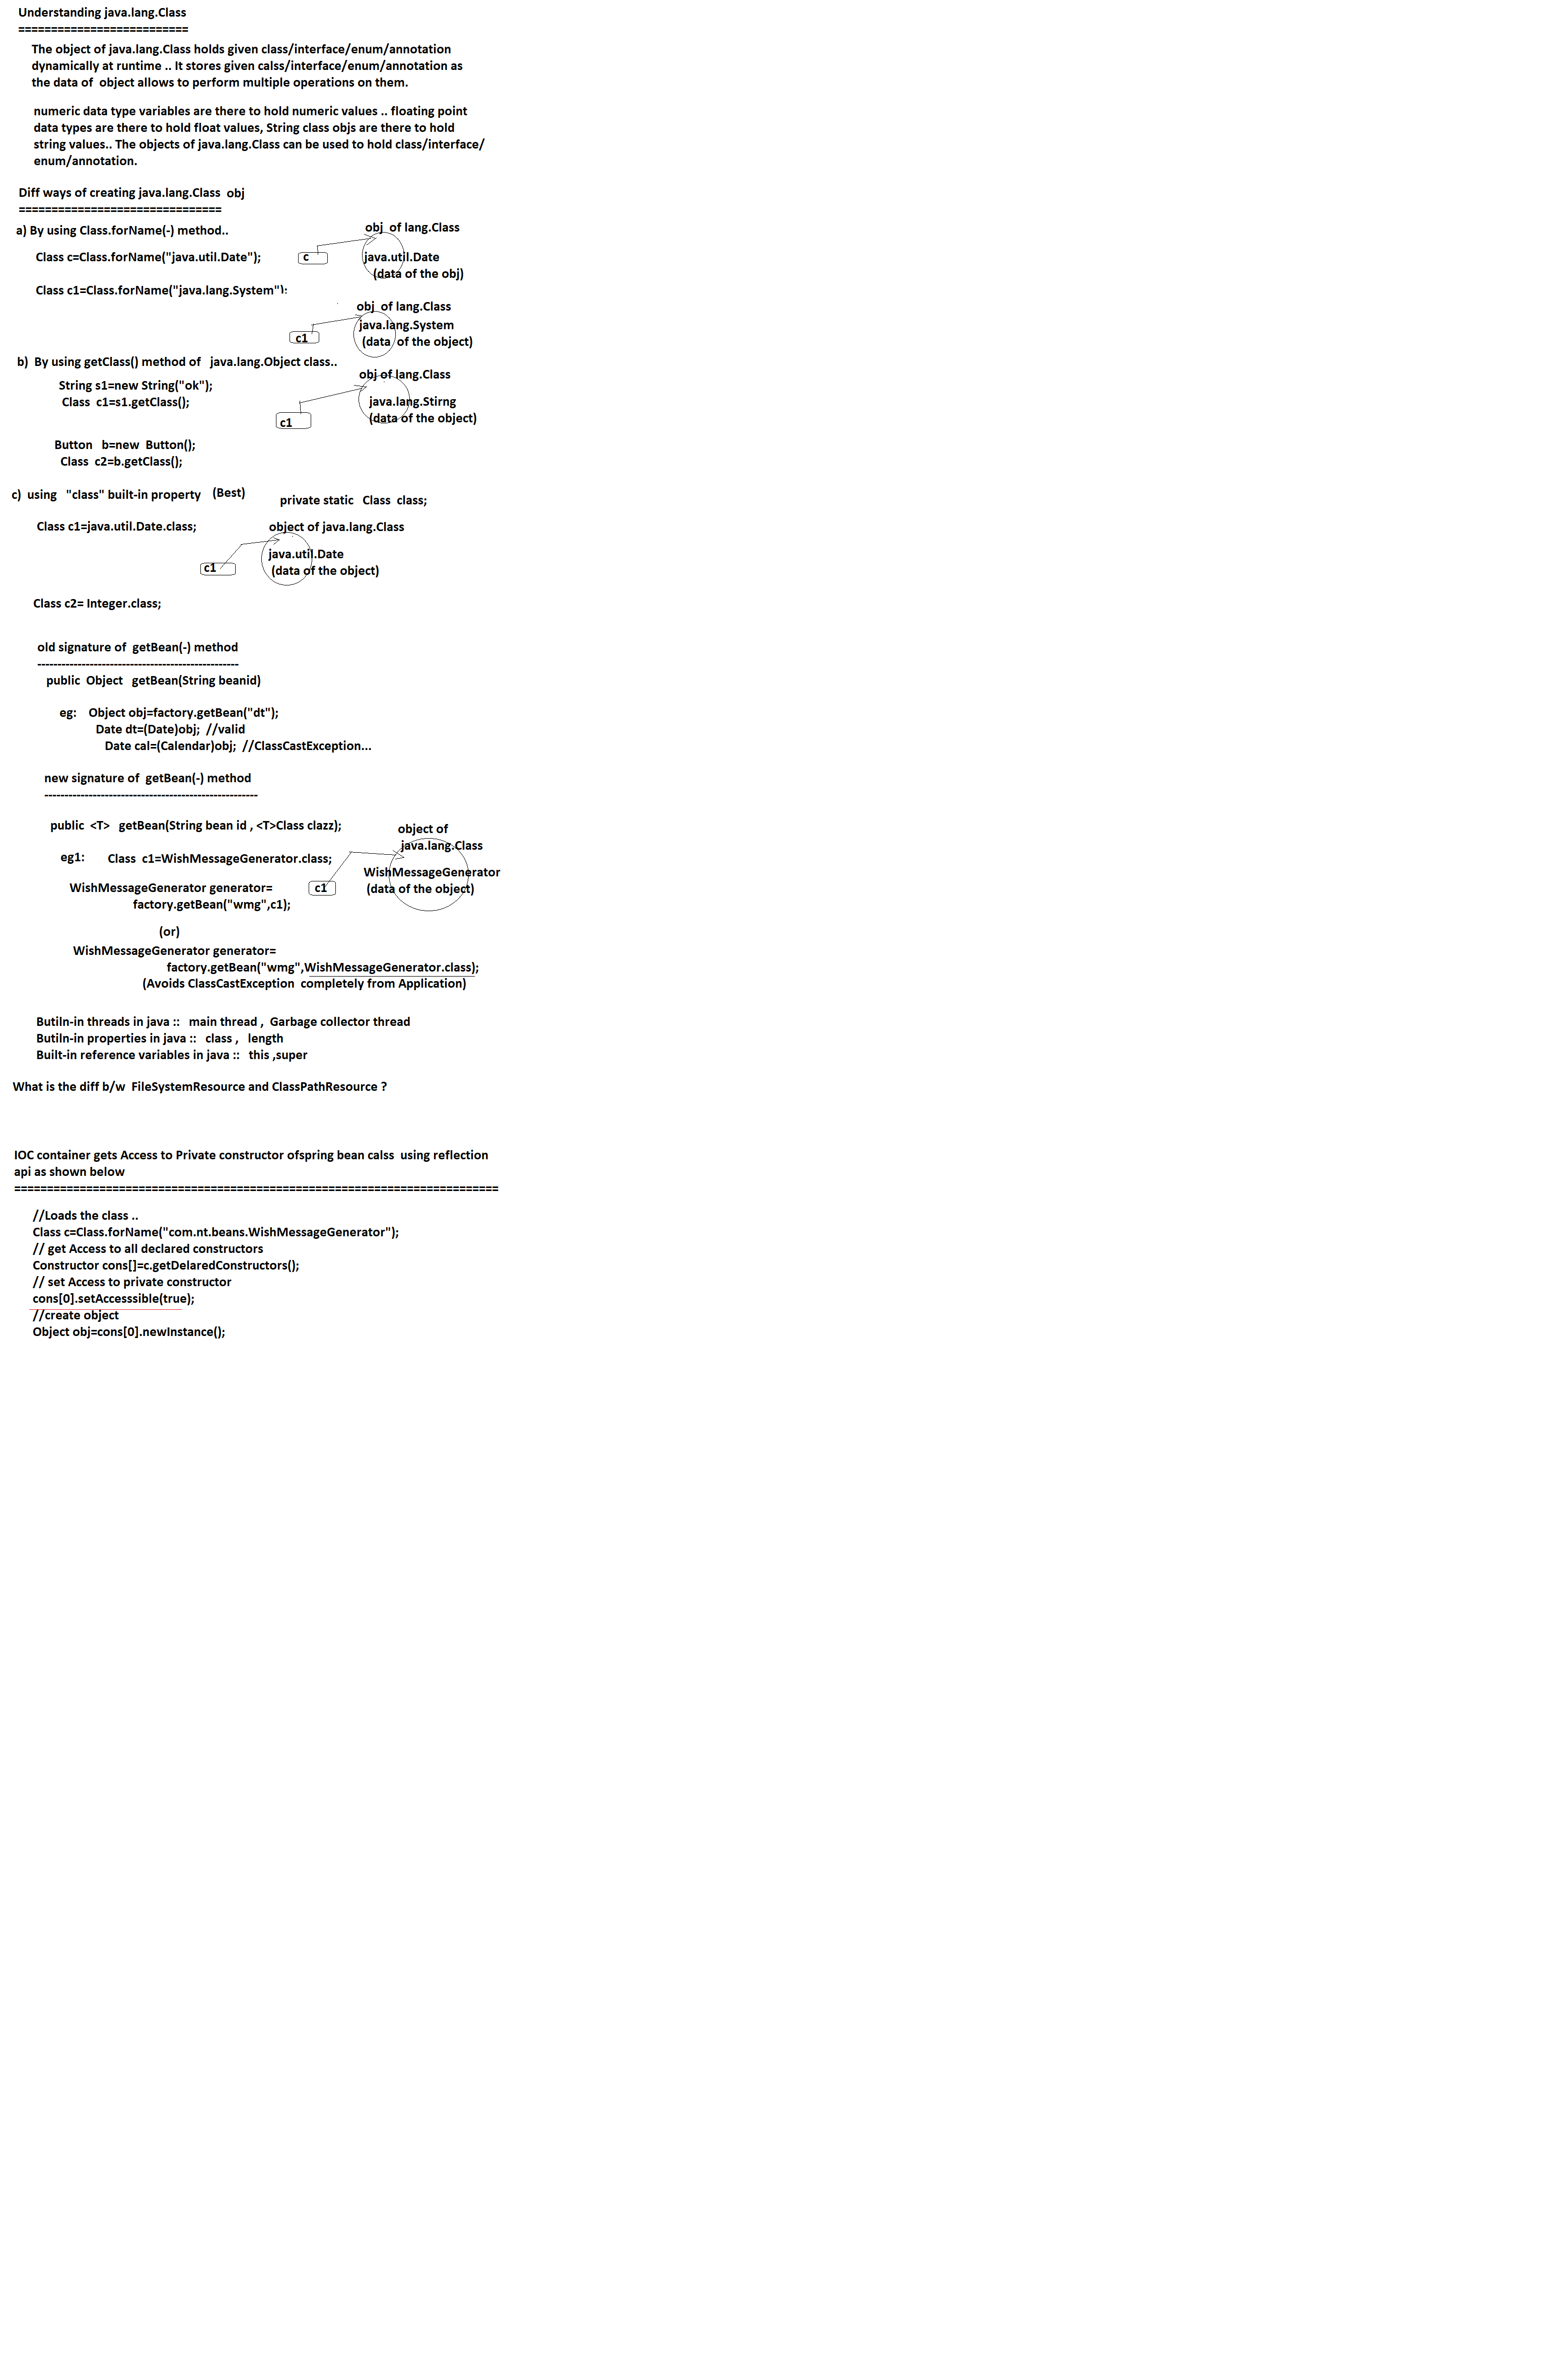 Understanding java.lang.Class
==========================
The object of java.lang.Class holds given class/interface/enum/annotation
dynamically at runtime .. It stores given calss/interface/enum/annotation as
the data of  object allows to perform multiple operations on them.
numeric data type variables are there to hold numeric values .. floating point
data types are there to hold float values, String class objs are there to hold
string values.. The objects of java.lang.Class can be used to hold class/interface/
enum/annotation.
Diff ways of creating java.lang.Class  obj
===============================
a) By using Class.forName(-) method..
obj  of lang.Class
Class c=Class.forName("java.util.Date");
c
java.util.Date
(data of the obj)
Class c1=Class.forName("java.lang.System");
obj  of lang.Class
java.lang.System
c1
(data  of the object)
b)  By using getClass() method of   java.lang.Object class..
obj of lang.Class
String s1=new String("ok");
Class  c1=s1.getClass();
java.lang.Stirng
(data of the object)
c1
Button   b=new  Button();
Class  c2=b.getClass();
c)  using   "class" built-in property   (Best)
private static   Class  class;
Class c1=java.util.Date.class;
object of java.lang.Class
java.util.Date
c1
(data of the object)
Class c2= Integer.class;
old signature of  getBean(-) method
--------------------------------------------------
public  Object   getBean(String beanid)
eg:    Object obj=factory.getBean("dt");
Date dt=(Date)obj;  //valid
Date cal=(Calendar)obj;  //ClassCastException...
new signature of  getBean(-) method
-----------------------------------------------------
public  <T>   getBean(String bean id , <T>Class clazz);
object of
java.lang.Class
eg1:       Class  c1=WishMessageGenerator.class;
WishMessageGenerator
WishMessageGenerator generator=
c1
(data of the object)
factory.getBean("wmg",c1);
(or)
WishMessageGenerator generator=
factory.getBean("wmg",WishMessageGenerator.class);
(Avoids ClassCastException  completely from Application)
Butiln-in threads in java ::   main thread ,  Garbage collector thread
Butiln-in properties in java ::   class ,   length
Built-in reference variables in java ::   this ,super
What is the diff b/w  FileSystemResource and ClassPathResource ?
IOC container gets Access to Private constructor ofspring bean calss  using reflection
api as shown below
==========================================================================
//Loads the class ..
Class c=Class.forName("com.nt.beans.WishMessageGenerator");
// get Access to all declared constructors
Constructor cons[]=c.getDelaredConstructors();
// set Access to private constructor
cons[0].setAccesssible(true);
//create object
Object obj=cons[0].newInstance();